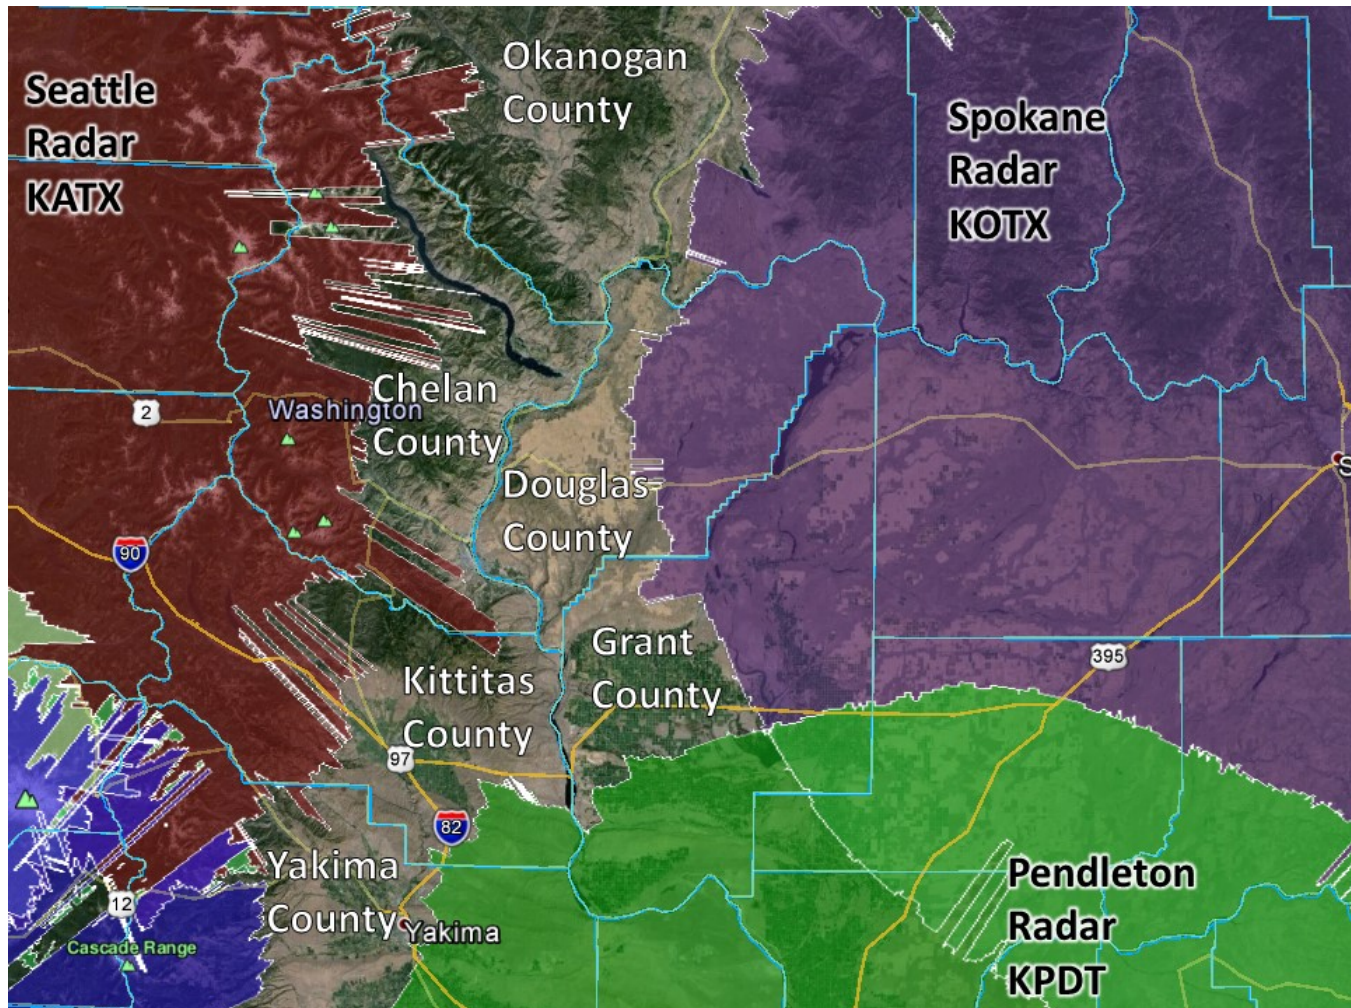 Okanogan
County
Seattle
Radar
KATX
Spokane
Radar
KOTX
Chelan
County
Washington
2
Douglas
County
S
90
Grant
County
395
Kittitas
County
97
82
Yakima
County
12
Yakima
Cascade Range
Pendleton
Radar
KPDT